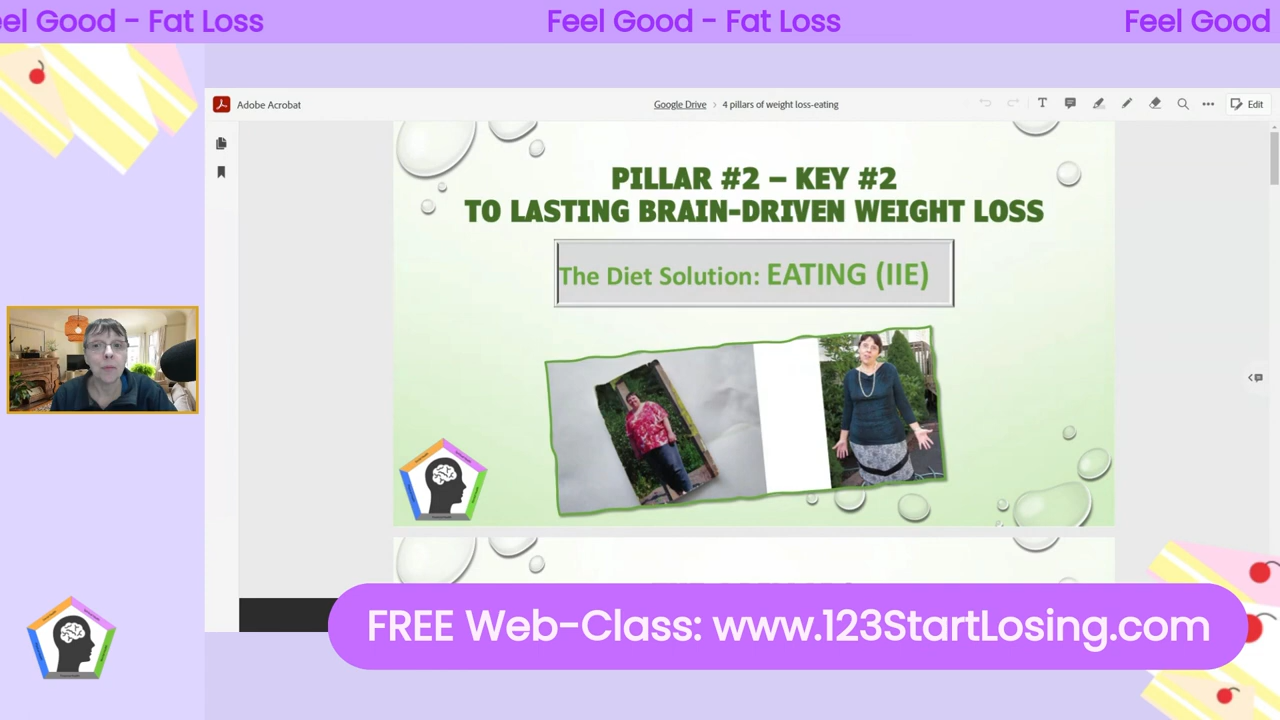 eel Good - Fat Loss
Feel Good - Fat Loss
Feel Good
Adobe Acrobat
Google Drive › 4 pillars of weight loss-eating
Edit
PILLAR #2 – KEY #2
TO LASTING BRAIN-DRIVEN WEIGHT LOSS
The Diet Solution: EATING (IIE)
FREE Web-Class: www.123StartLosing.com